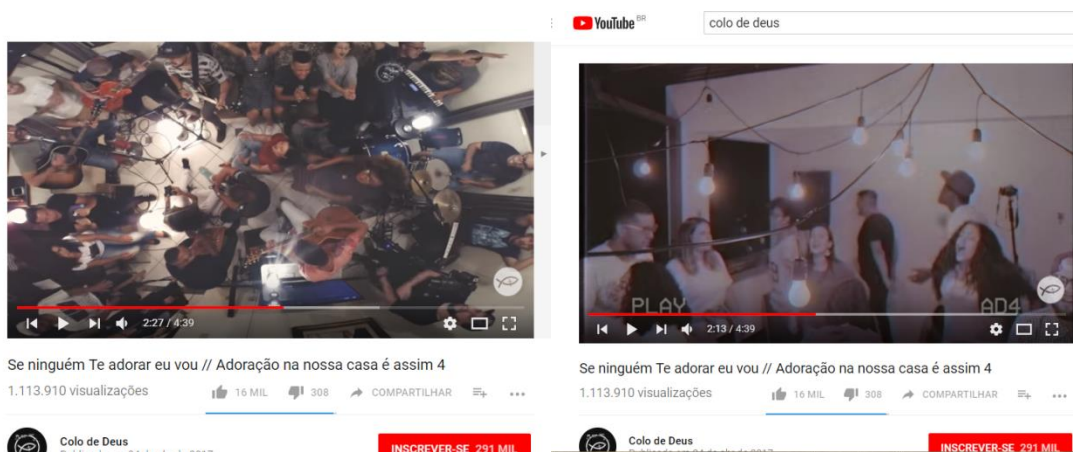 YouTube BR
colo de deus
2:27 / 4:39
Se ninguém Te adorar eu vou // Adoração na nossa casa é assim 4
1.113.910 visualizações
16 MIL
308
COMPARTILHAR
Colo de Deus
INSCREVER-SE 291 MIL
PLAY
AD4
2:13 / 4:39
Se ninguém Te adorar eu vou // Adoração na nossa casa é assim 4
1.113.910 visualizações
16 MIL
308
COMPARTILHAR
Colo de Deus
INSCREVER-SE 291 MIL